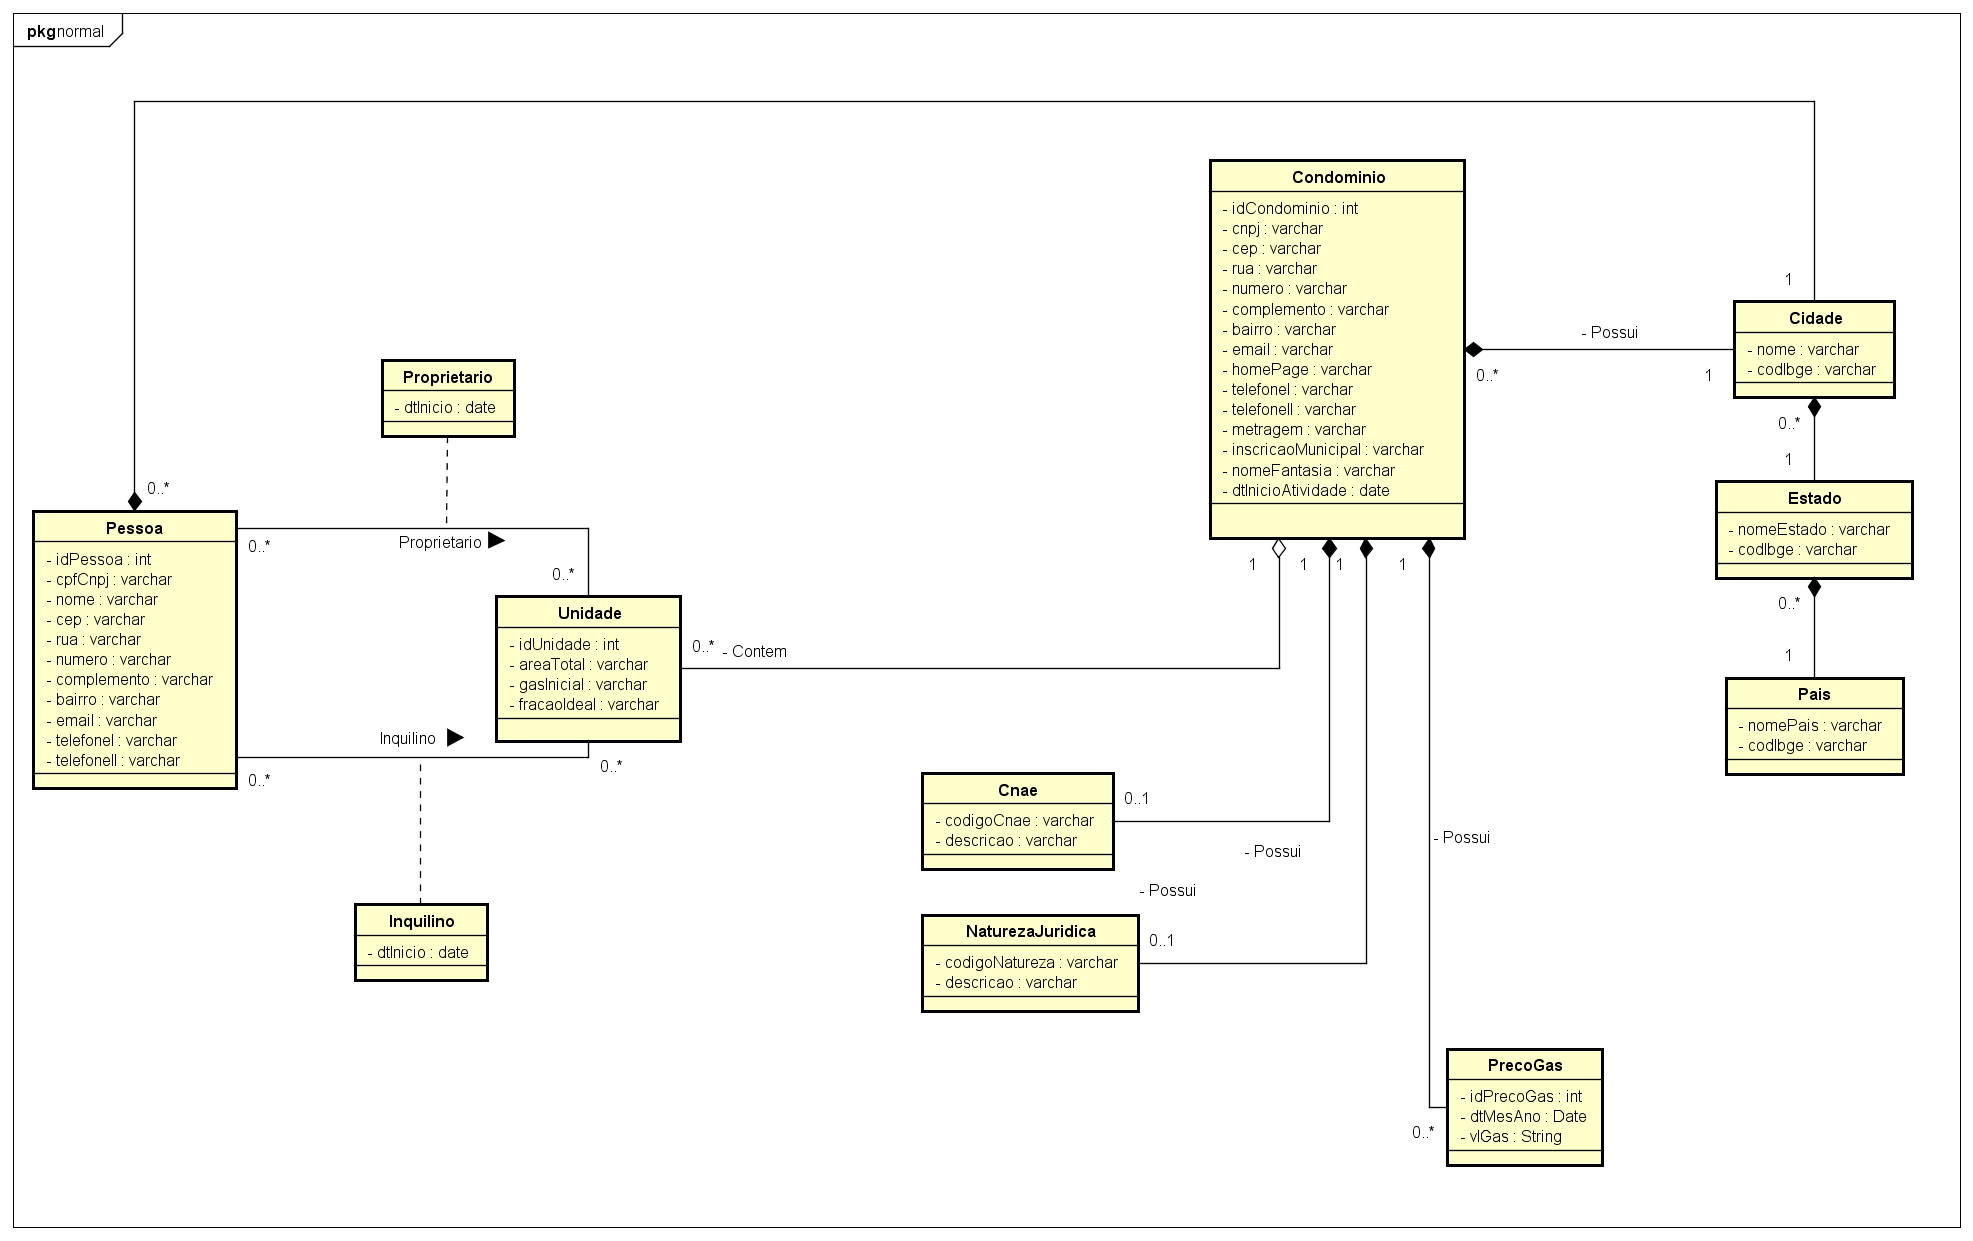 pkg normal
Condominio
- idCondominio : int
- cnpj : varchar
- cep : varchar
- rua : varchar
- numero : varchar
- complemento : varchar
- bairro : varchar
- email : varchar
- homePage : varchar
- telefoneI : varchar
- telefoneII : varchar
- metragem : varchar
- inscricaoMunicipal : varchar
- nomeFantasia : varchar
- dtInicioAtividade : date
1
- Possui
0..*
1
Cidade
- nome : varchar
- codIbge : varchar
0..*
1
Estado
- nomeEstado : varchar
- codIbge : varchar
0..*
1
Pais
- nomePais : varchar
- codIbge : varchar
Proprietario
- dtInicio : date
0..*
Pessoa
- idPessoa : int
- cpfCnpj : varchar
- nome : varchar
- cep : varchar
- rua : varchar
- numero : varchar
- complemento : varchar
- bairro : varchar
- email : varchar
- telefoneI : varchar
- telefoneII : varchar
0..*
Proprietario
0..*
Unidade
- idUnidade : int
- areaTotal : varchar
- gasInicial : varchar
- fracaoIdeal : varchar
0..*
- Contem
1
1
1
1
Inquilino
0..*
0..*
Inquilino
- dtInicio : date
Cnae
- codigoCnae : varchar
- descricao : varchar
0..1
- Possui
- Possui
- Possui
NaturezaJuridica
- codigoNatureza : varchar
- descricao : varchar
0..1
PrecoGas
- idPrecoGas : int
- dtMesAno : Date
- vlGas : String
0..*